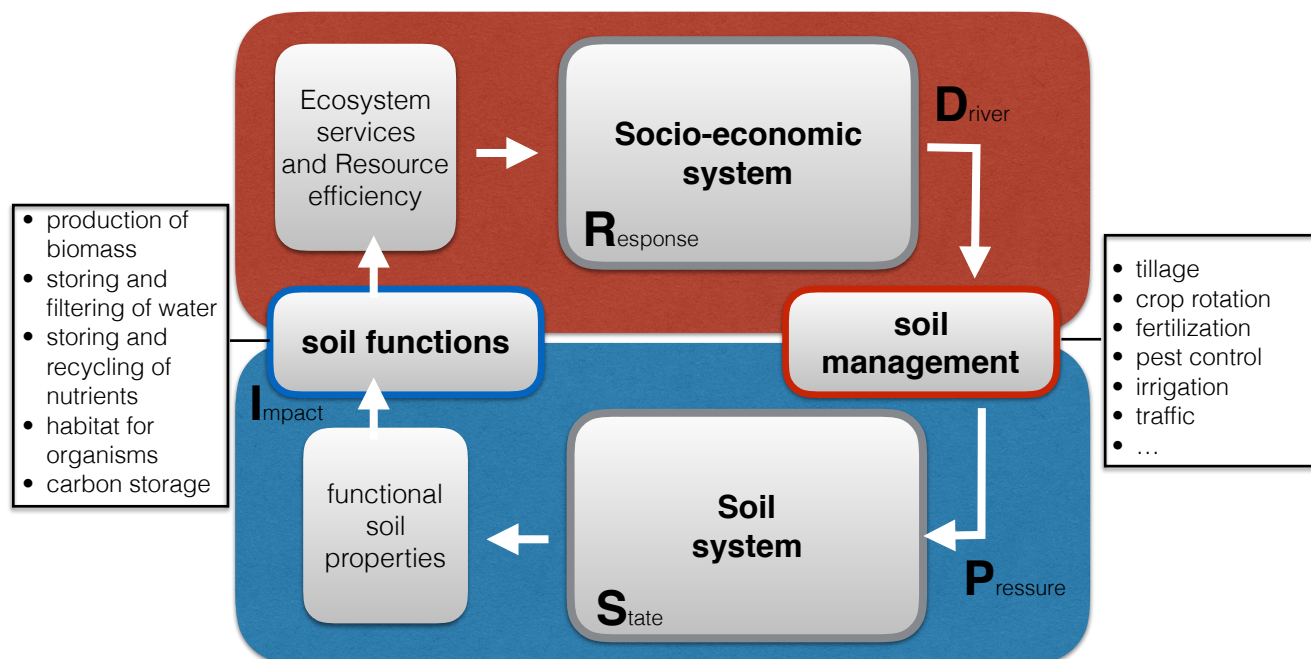 Ecosystem
services
and Resource
efficiency
Socio-economic
system
Response
Driver
• production of
biomass
• storing and
filtering of water
• storing and
recycling of
nutrients
• habitat for
organisms
• carbon storage
soil functions
Impact
soil
management
• tillage
• crop rotation
• fertilization
• pest control
• irrigation
• traffic
• ...
functional
soil
properties
Soil
system
State
Pressure